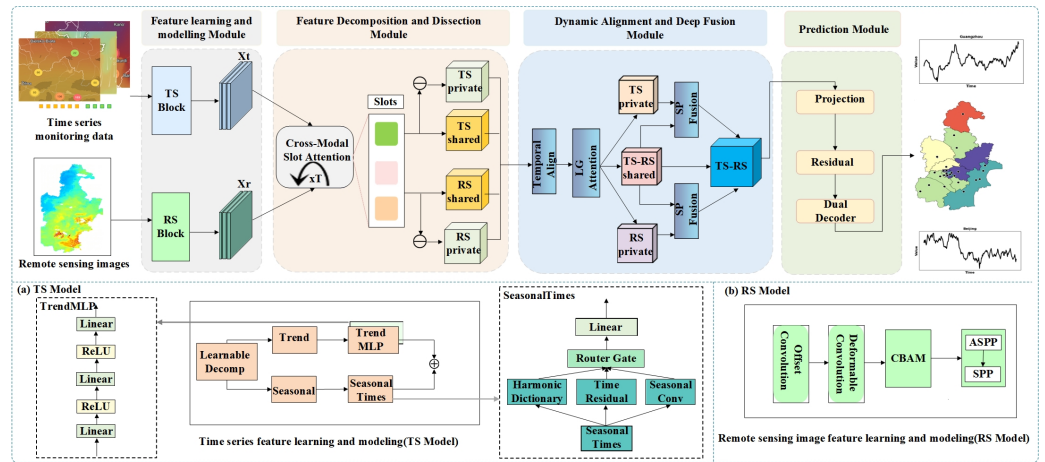 Feature learning and
modelling Module
Feature Decomposition and Dissection
Module
Dynamic Alignment and Deep Fusion
Module
Prediction Module
Time series
monitoring data
Remote sensing images
TS
Block
Xt
RS
Block
Xr
Cross-Modal
Slot Attention
xT
Slots
TS
private
TS
shared
RS
shared
RS
private
Temporal
Align
LG
Attention
TS
private
TS-RS
shared
RS
private
SP
Fusion
SP
Fusion
TS-RS
Projection
Residual
Dual
Decoder
Guangzhou
Value
Time
Beijing
Value
Time
(a) TS Model
TrendMLP
Linear
ReLU
Linear
ReLU
Linear
Learnable
Decomp
Trend
Trend
MLP
Seasonal
Seasonal
Times
Time series feature learning and modeling(TS Model)
SeasonalTimes
Linear
Router Gate
Harmonic
Dictionary
Time
Residual
Seasonal
Conv
Seasonal
Times
(b) RS Model
Offset
Convolution
Deformable
Convolution
CBAM
ASPP
SPP
Remote sensing image feature learning and modeling(RS Model)